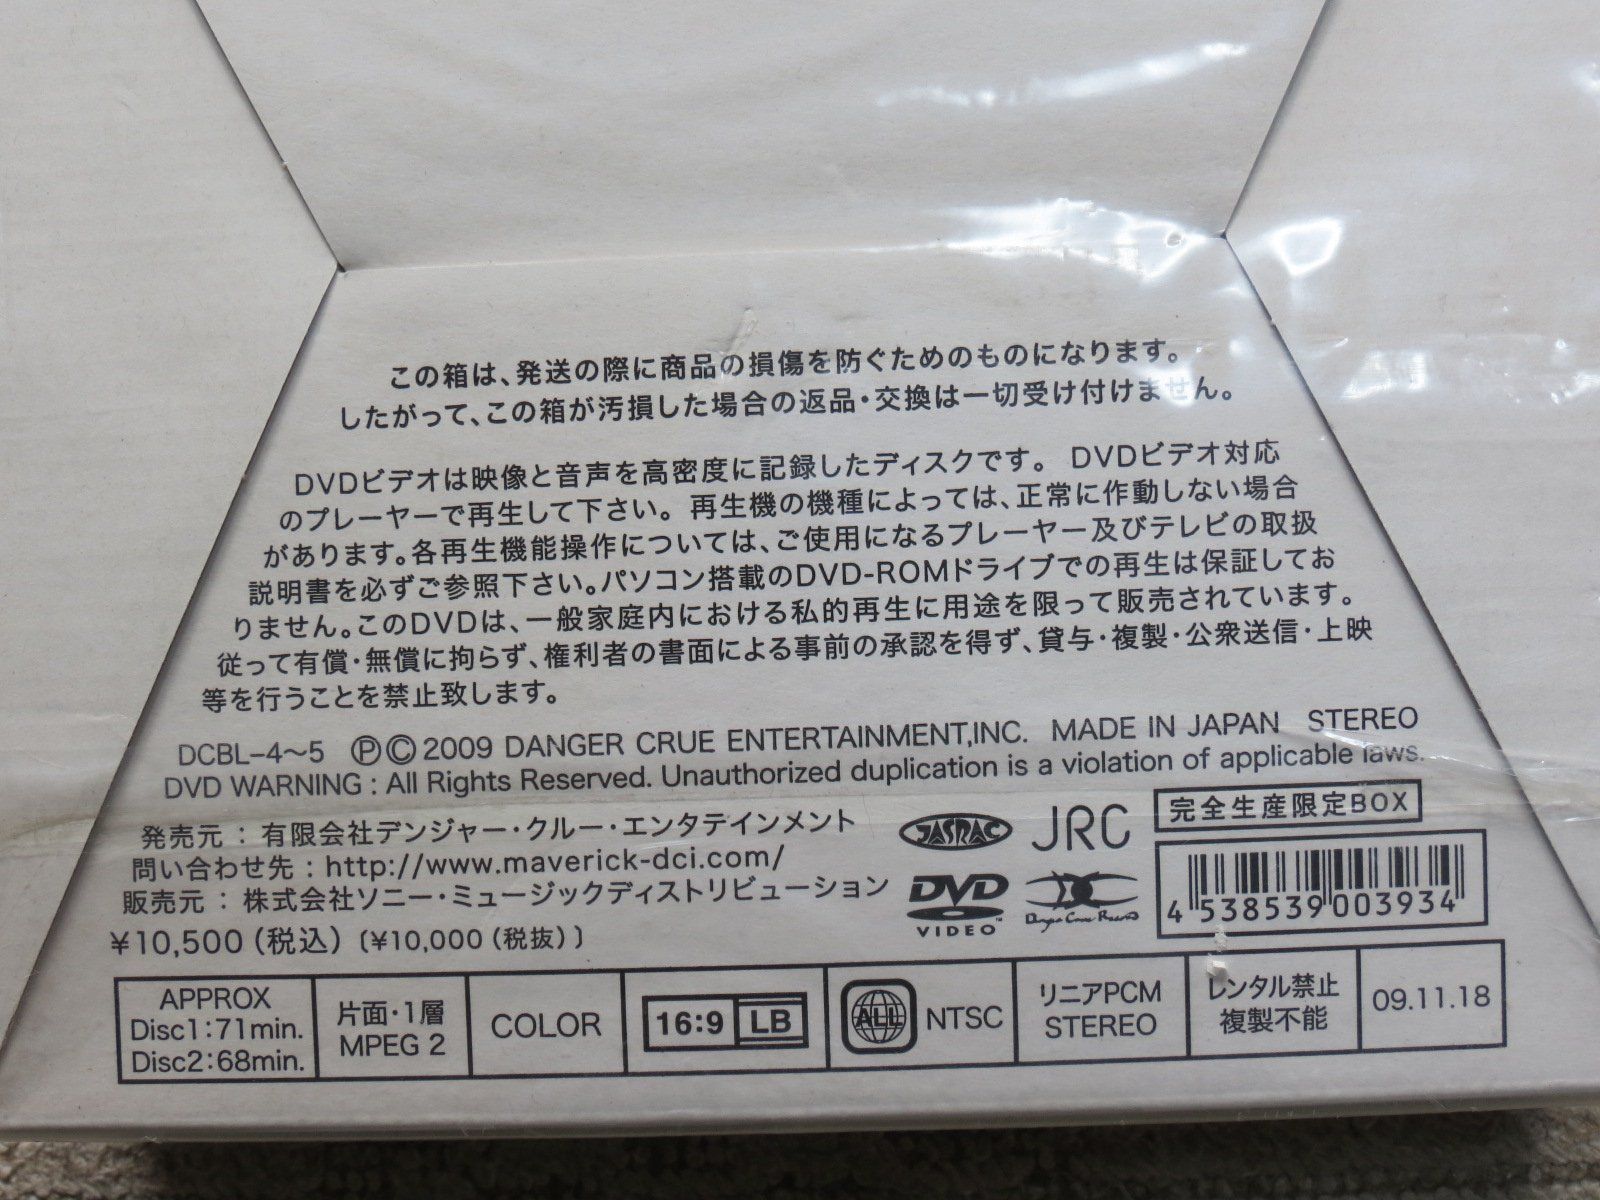 この箱は、発送の際に商品の損傷を防ぐためのものになります。
したがって、この箱が汚損した場合の返品・交換は一切受け付けません。
DVDビデオは映像と音声を高密度に記録したディスクです。 DVDビデオ対応
のプレーヤーで再生して下さい。再生機の機種によっては、正常に作動しない場合
があります。各再生機能操作については、ご使用になるプレーヤー及びテレビの取扱
説明書を必ずご参照下さい。パソコン搭載のDVD-ROMドライブでの再生は保証してお
りません。このDVDは、一般家庭内における私的再生に用途を限って販売されています。
従って有償・無償に拘らず、権利者の書面による事前の承認を得ず、貸与・複製・公衆送信・上映
等を行うことを禁止致します。
DCBL-4〜5 ℗©2009 DANGER CRUE ENTERTAINMENT,INC. MADE IN JAPAN STEREO
DVD WARNING : All Rights Reserved. Unauthorized duplication is a violation of applicable laws.
発売元 : 有限会社デンジャー・クルー・エンタテインメント
問い合わせ先 : http://www.maverick-dci.com/
販売元 : 株式会社ソニー・ミュージックディストリビューション
¥10,500(税込)〔¥10,000(税抜)〕
JASRAC JRC
DVD VIDEO
Danger Crue Records
完全生産限定BOX
4 538539 003934
APPROX
Disc1:71min.
Disc2:68min.
片面・1層
MPEG 2
COLOR
16:9 LB
ALL NTSC
リニアPCM
STEREO
レンタル禁止
複製不能
09.11.18